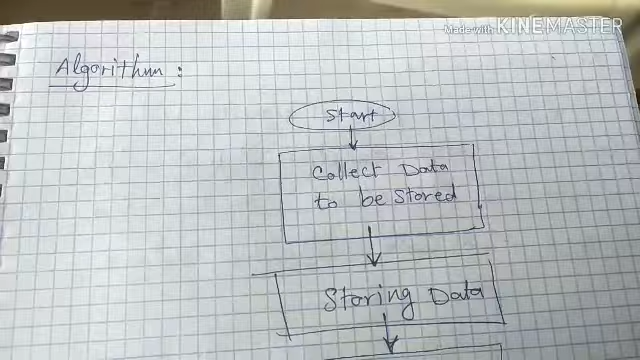 Made with KINEMASTER
Algorithm :
Start
Collect Data
to be Stored
Storing Data